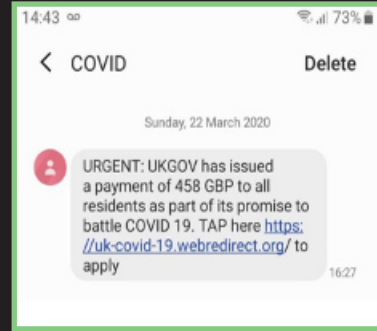 14:43 73%
COVID Delete
Sunday, 22 March 2020
URGENT: UKGOV has issued
a payment of 458 GBP to all
residents as part of its promise to
battle COVID 19. TAP here https:
//uk-covid-19.webredirect.org/ to
apply
16:27